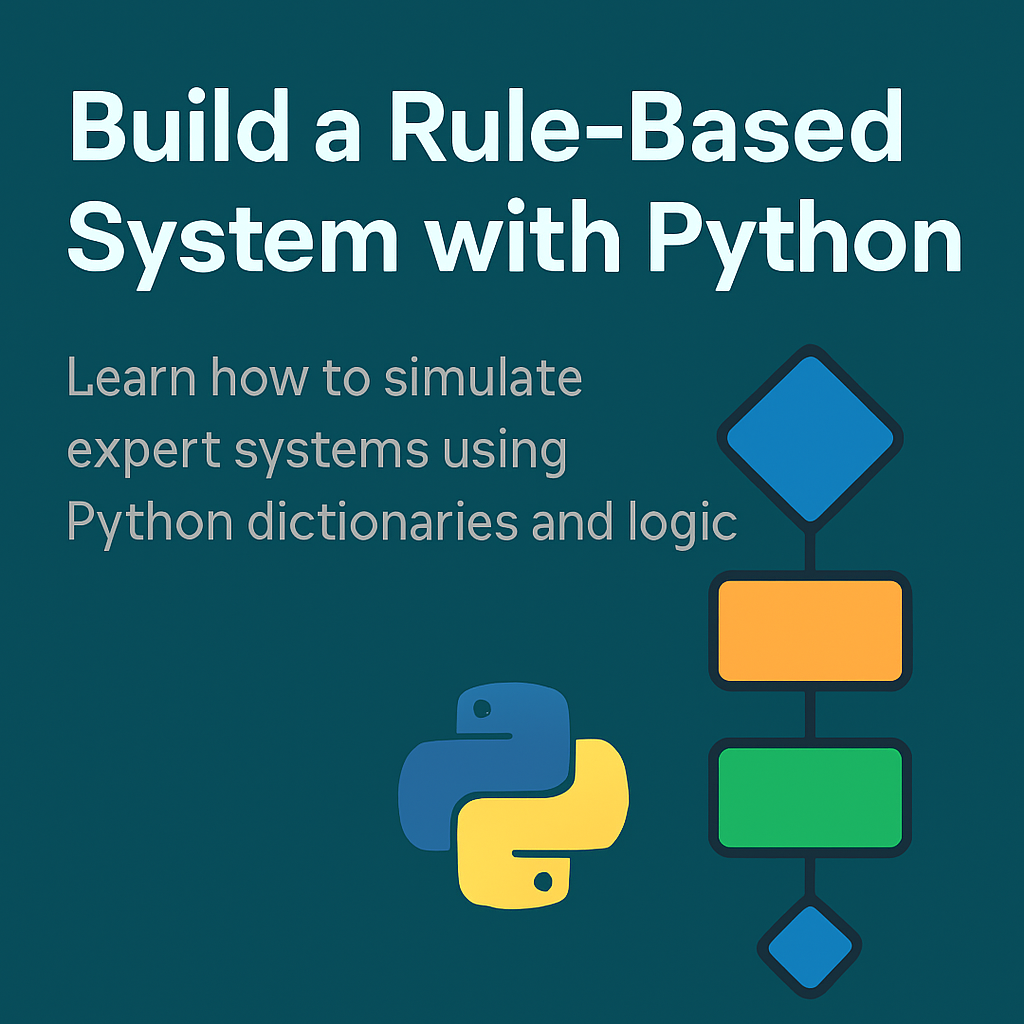 Build a Rule-Based
System with Python
Learn how to simulate
expert systems using
Python dictionaries and logic